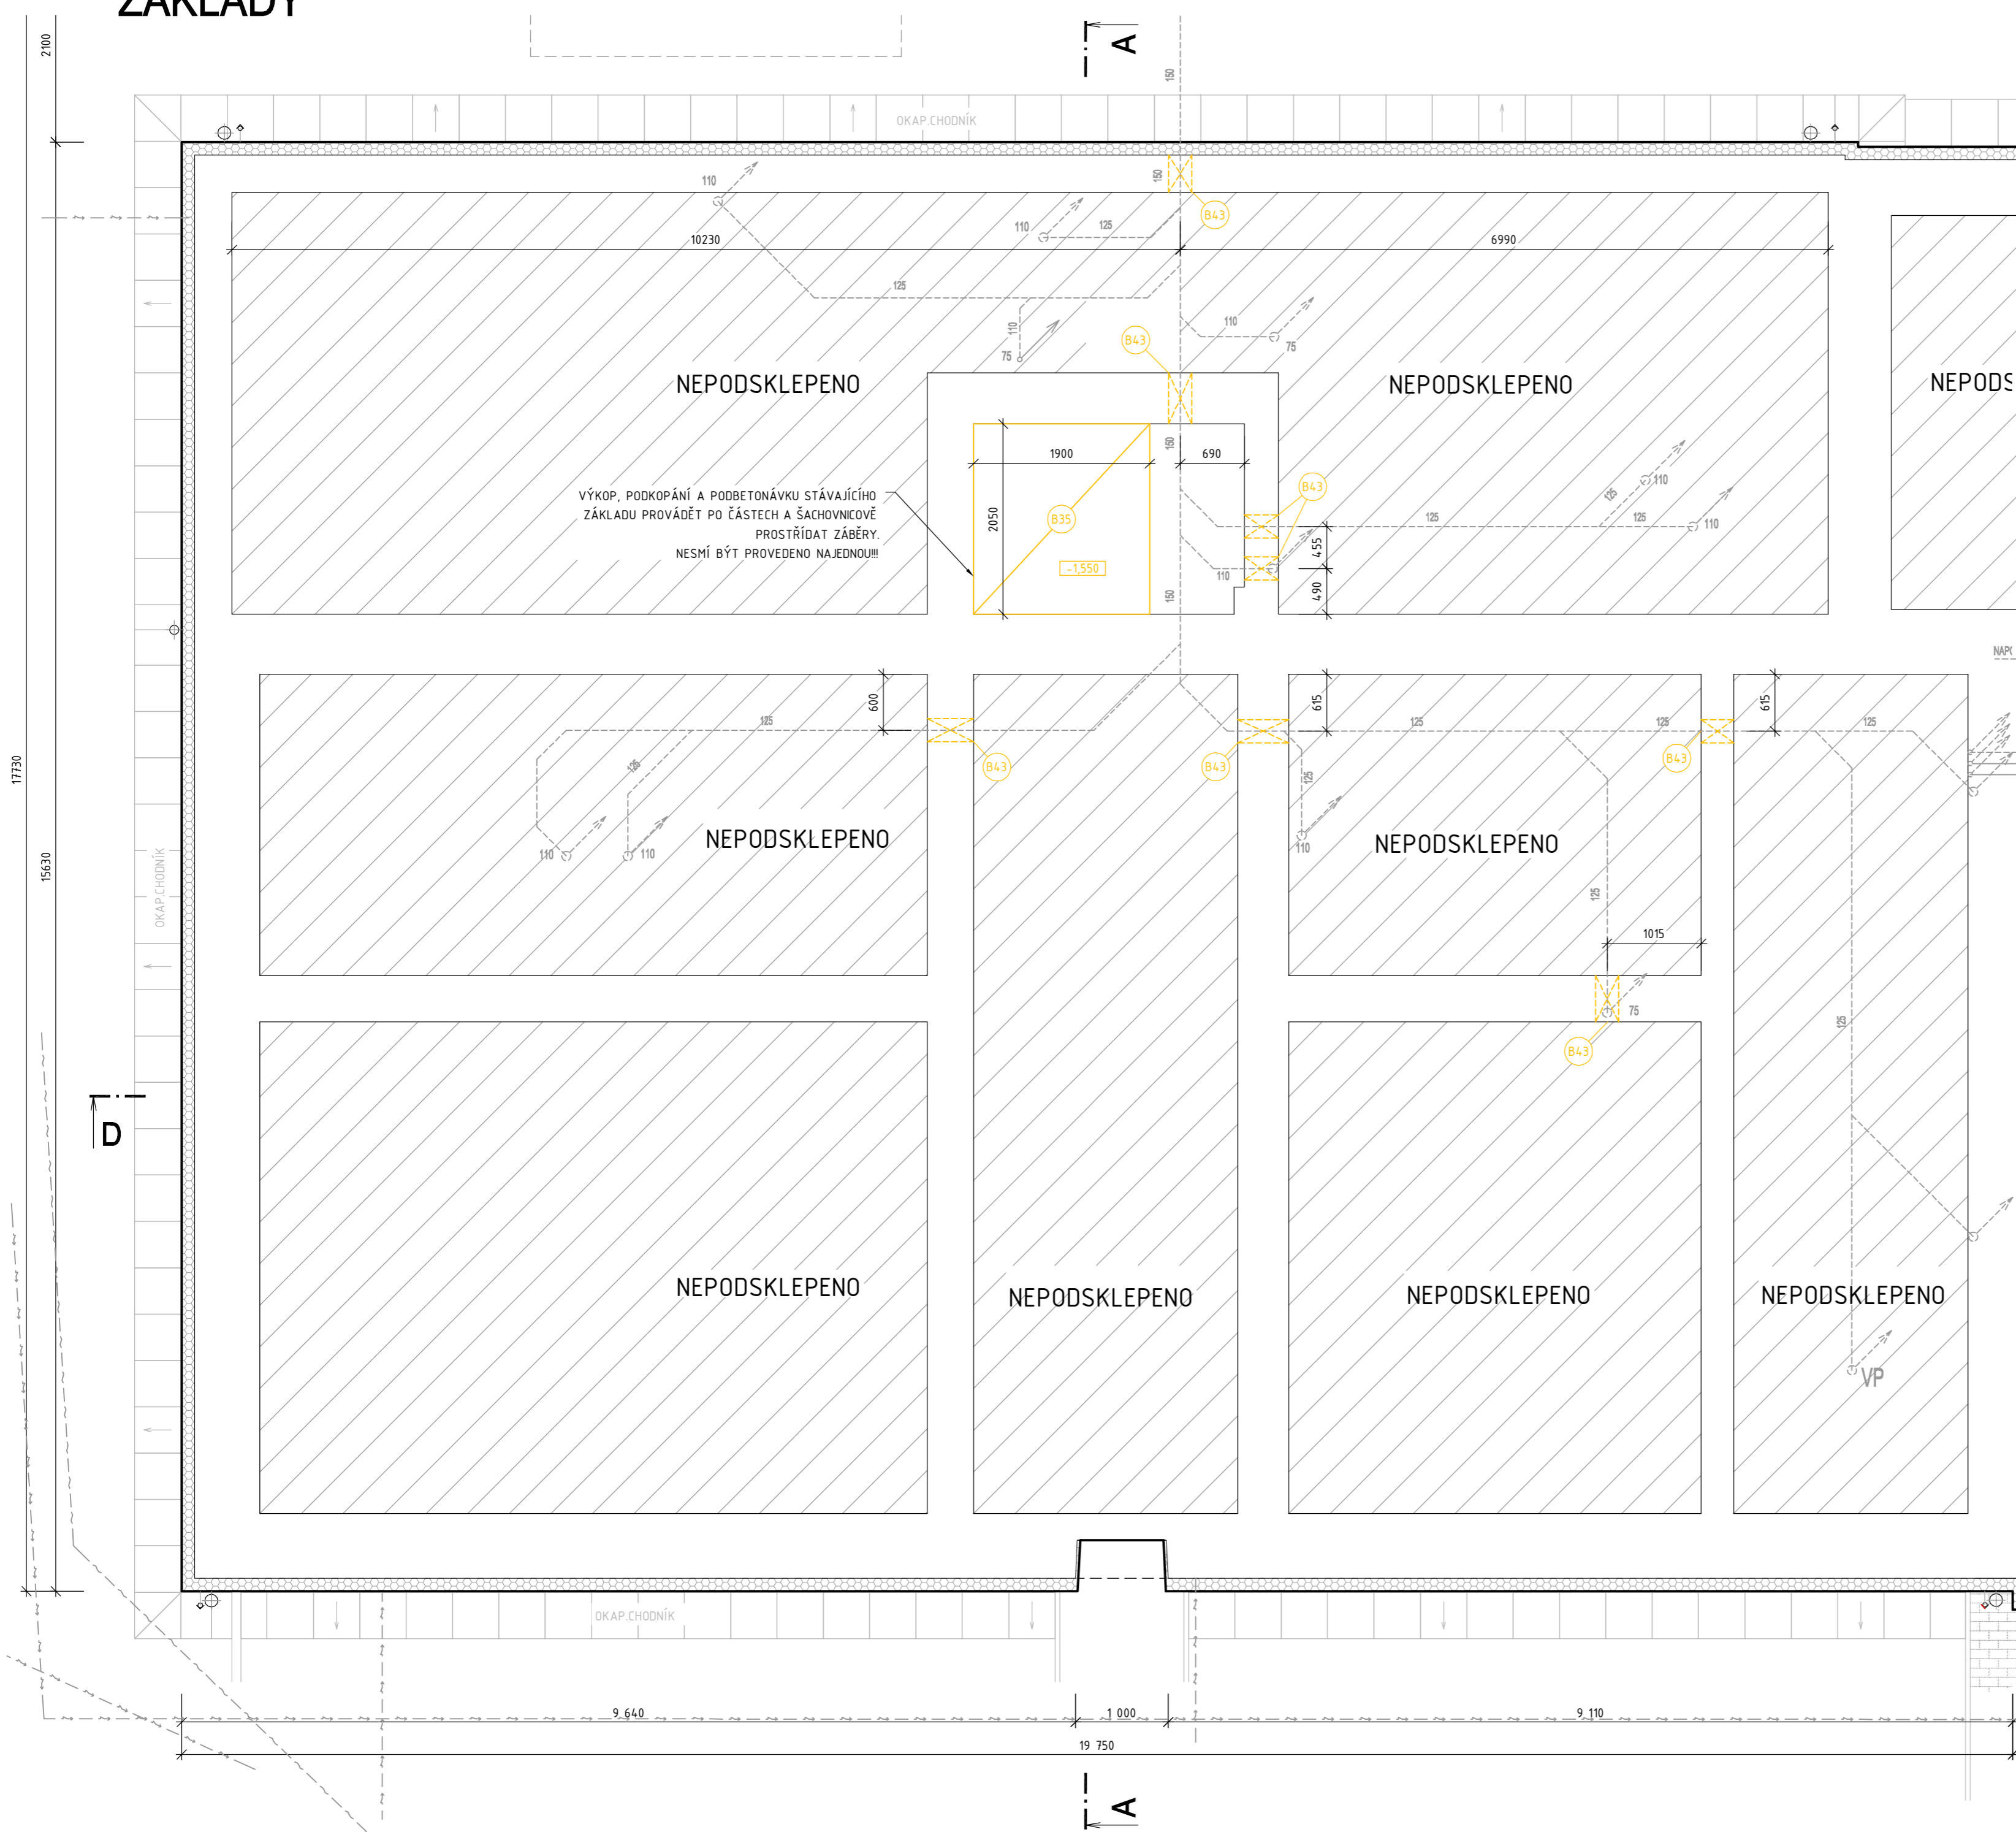 ZÁKLADY
2100
A
150
OKAP.CHODNÍK
110
150
B43
110
125
10230
6990
125
110
110
75
B43
75
NEPODSKLEPENO
NEPODSKLEPENO
NEPODS
150
1900
690
VÝKOP, PODKOPÁNÍ A PODBETONÁVKU STÁVAJÍCÍHO
ZÁKLADU PROVÁDĚT PO ČÁSTECH A ŠACHOVNICOVĚ
PROSTŘÍDAT ZÁBĚRY.
NESMÍ BÝT PROVEDENO NAJEDNOU!!!
2050
B35
-1,550
B43
110
125
125
125
110
455
110
490
150
600
615
615
125
125
125
125
B43
B43
B43
125
125
110
110
110
NEPODSKLEPENO
NEPODSKLEPENO
17730
15630
OKAP.CHODNÍK
125
1015
75
B43
125
D
NEPODSKLEPENO
NEPODSKLEPENO
NEPODSKLEPENO
NEPODSKLEPENO
VP
OKAP.CHODNÍK
9 640
1 000
9 110
19 750
A